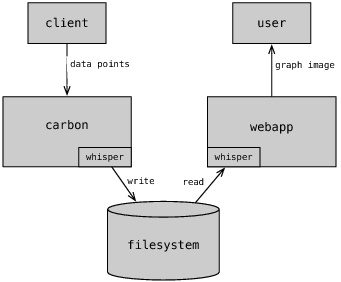 client
user
data points
graph image
carbon
webapp
whisper
whisper
write
read
filesystem